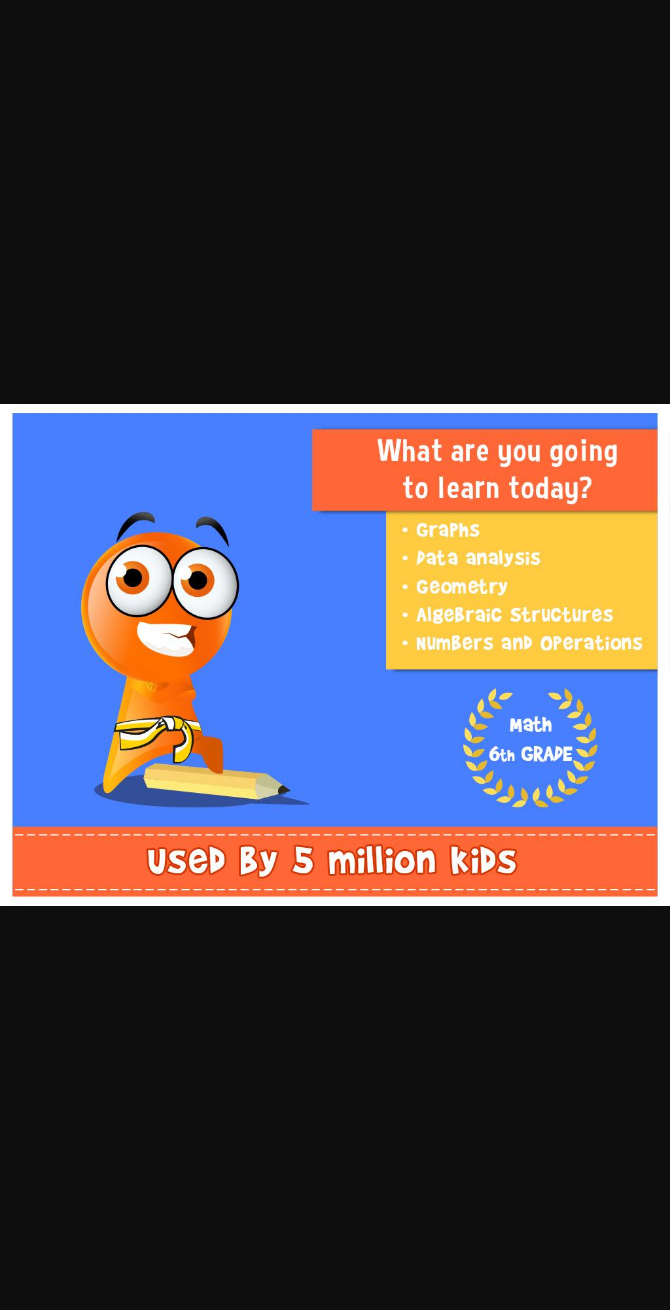 What are you going
to learn today?
• Graphs
• Data analysis
• Geometry
• Algebraic Structures
• Numbers and Operations
Math
6th GRADE
Used By 5 million kids